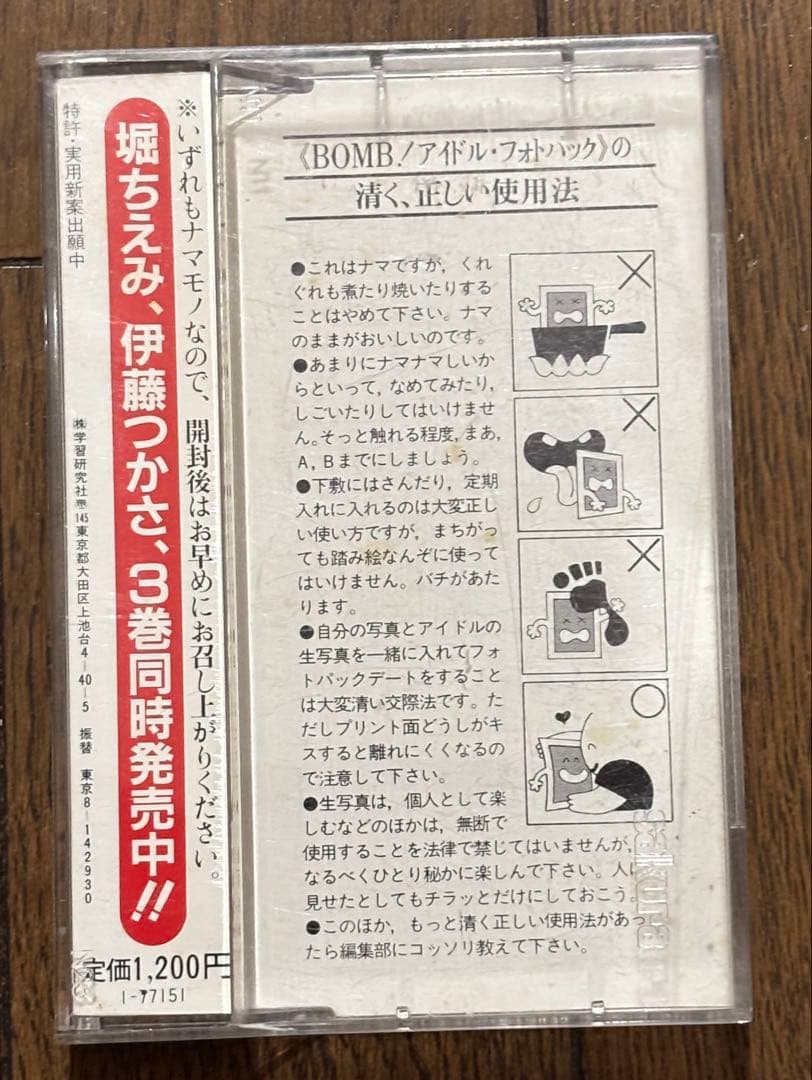 《BOMB!アイドル・フォトパック》の
清く、正しい使用法
●これはナマですが，くれ
ぐれも煮たり焼いたりする
ことはやめて下さい。ナマ
のままがおいしいのです。
●あまりにナマナマしいか
らといって，なめてみたり，
しごいたりしてはいけませ
ん。そっと触れる程度，まあ，
A，Bまでにしましょう。
●下敷にはさんだり，定期
入れに入れるのは大変正し
い使い方ですが，まちがっ
ても踏み絵なんぞに使って
はいけません。バチがあた
ります。
●自分の写真とアイドルの
生写真を一緒に入れてフォ
トパックデートをすること
は大変清い交際法です。た
だしプリント面どうしがキ
スすると離れにくくなるの
で注意して下さい。
●生写真は，個人として楽
しむなどのほかは，無断で
使用することを法律で禁じてはいませんが，
なるべくひとり秘かに楽しんで下さい。人に
見せたとしてもチラッとだけにしておこう。
●このほか，もっと清く正しい使用法があっ
たら編集部にコッソリ教えて下さい。
※いずれもナマモノなので、開封後はお早めにお召し上がりください。
堀ちえみ、伊藤つかさ、3巻同時発売中!!
特許・実用新案出願中
㈱学習研究社〒145東京都大田区上池台4―40―5 振替 東京8―142930
定価1,200円
1-77151